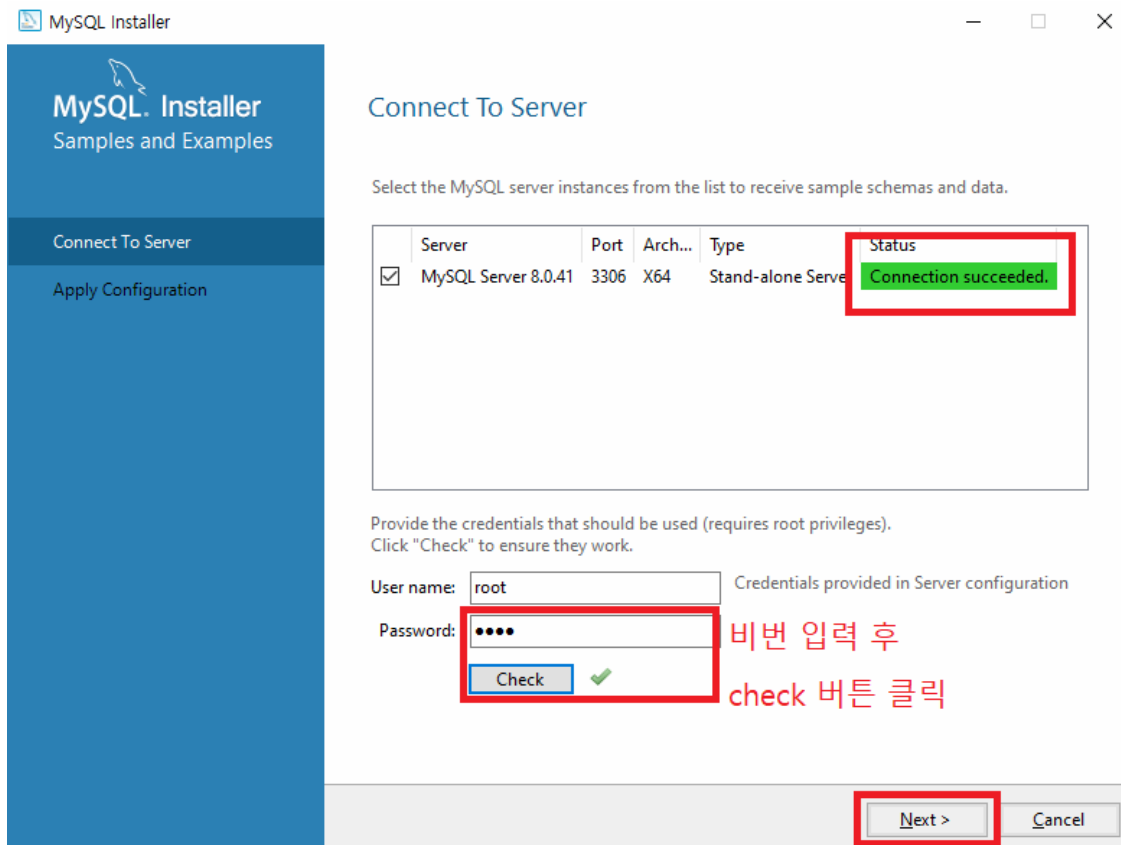 MySQL Installer
MySQL. Installer
Samples and Examples
Connect To Server
Apply Configuration
Connect To Server
Select the MySQL server instances from the list to receive sample schemas and data.
Server Port Arch... Type Status
MySQL Server 8.0.41 3306 X64 Stand-alone Serve Connection succeeded.
Provide the credentials that should be used (requires root privileges).
Click "Check" to ensure they work.
User name: root Credentials provided in Server configuration
Password: •••• 비번 입력 후
Check check 버튼 클릭
Next > Cancel